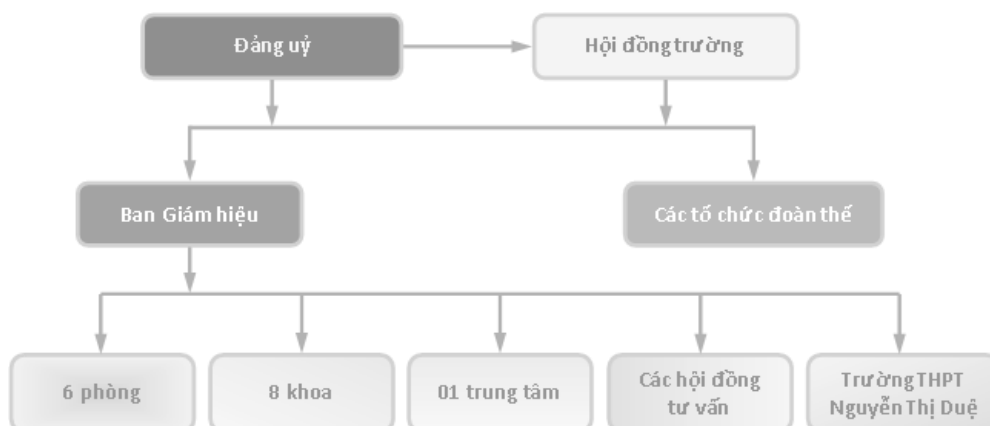 Đảng uỷ
Hội đồng trường
Ban Giám hiệu
Các tổ chức đoàn thể
6 phòng
8 khoa
01 trung tâm
Các hội đồng
tư vấn
Trường THPT
Nguyễn Thị Duệ